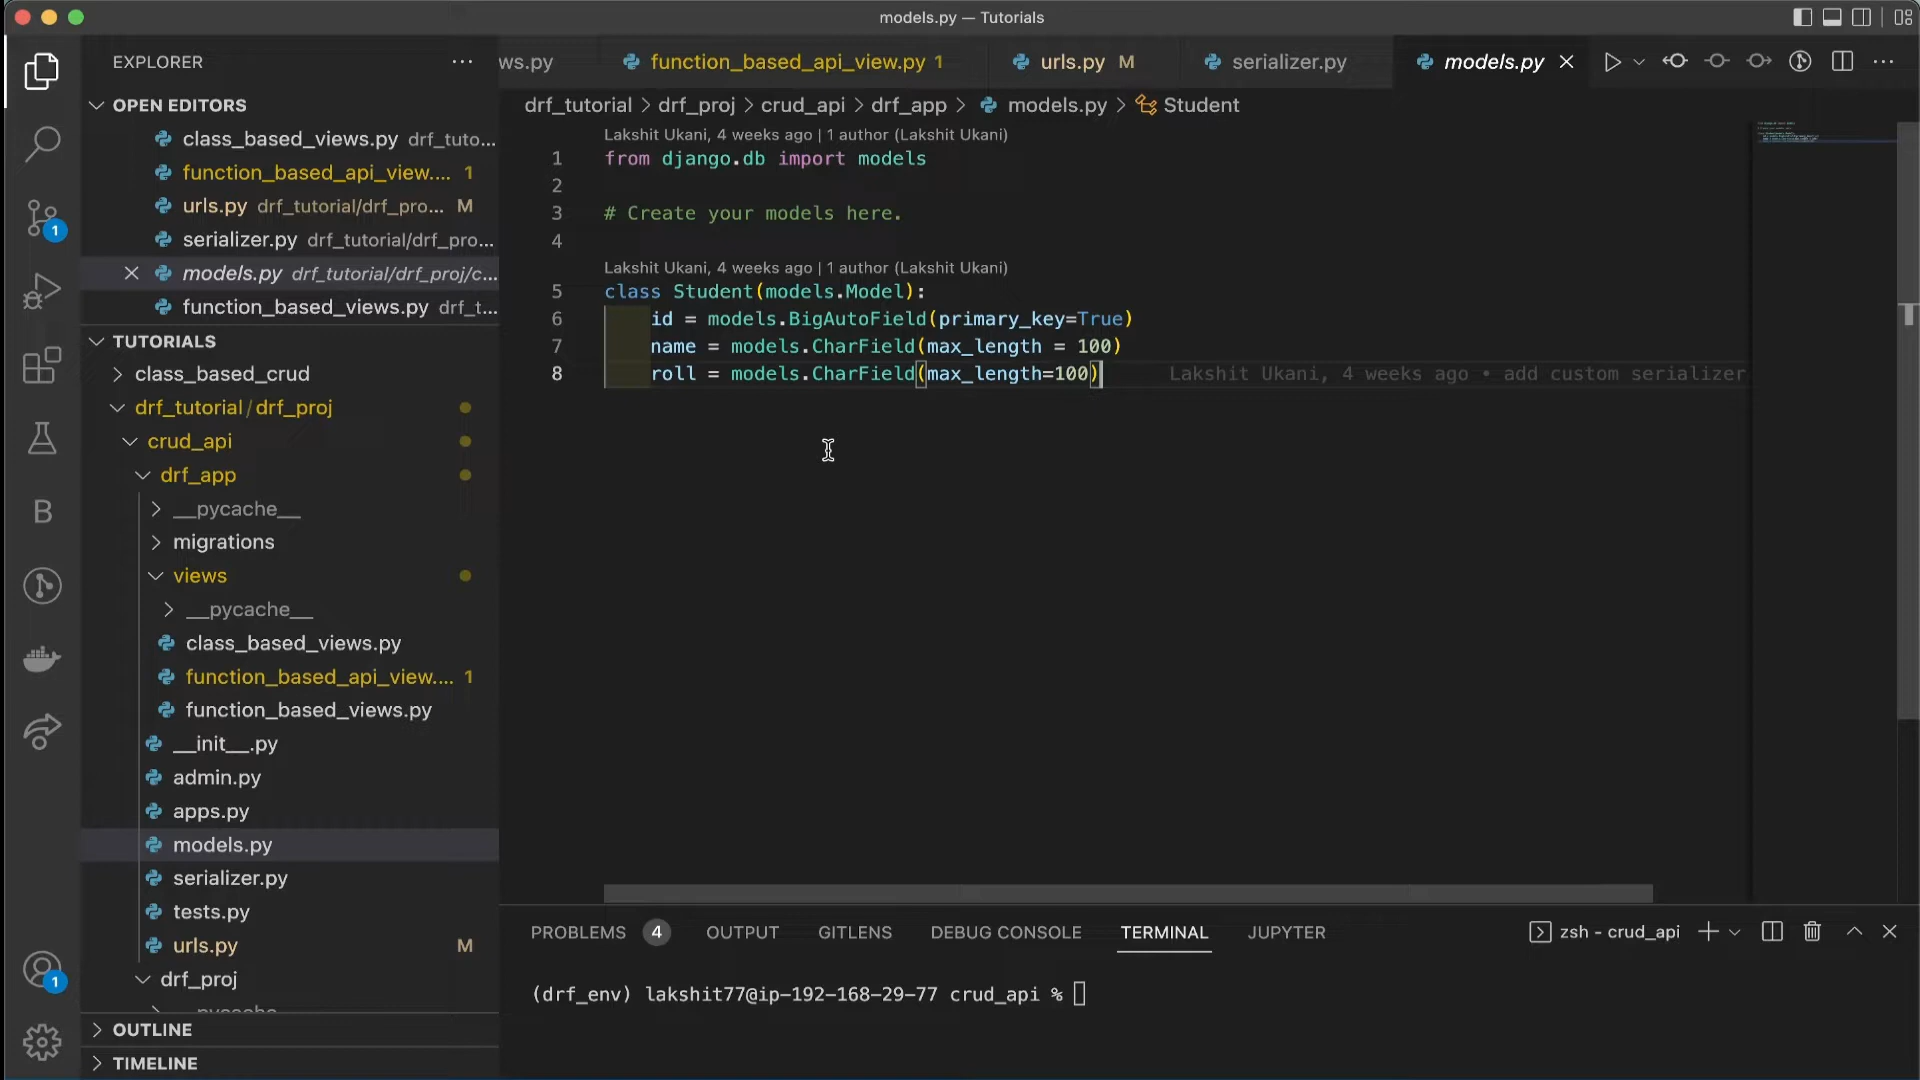 models.py — Tutorials
EXPLORER
OPEN EDITORS
class_based_views.py drf_tuto...
function_based_api_view.... 1
urls.py drf_tutorial/drf_pro... M
serializer.py drf_tutorial/drf_pro...
models.py drf_tutorial/drf_proj/c...
function_based_views.py drf_t...
TUTORIALS
class_based_crud
drf_tutorial/drf_proj
crud_api
drf_app
__pycache__
migrations
views
__pycache__
class_based_views.py
function_based_api_view.... 1
function_based_views.py
__init__.py
admin.py
apps.py
models.py
serializer.py
tests.py
urls.py M
drf_proj
OUTLINE
TIMELINE
1
B
1
ws.py function_based_api_view.py 1 urls.py M serializer.py models.py
drf_tutorial > drf_proj > crud_api > drf_app > models.py > Student
Lakshit Ukani, 4 weeks ago | 1 author (Lakshit Ukani)
1 from django.db import models
2
3 # Create your models here.
4
Lakshit Ukani, 4 weeks ago | 1 author (Lakshit Ukani)
5 class Student(models.Model):
6 id = models.BigAutoField(primary_key=True)
7 name = models.CharField(max_length = 100)
8 roll = models.CharField(max_length=100) Lakshit Ukani, 4 weeks ago • add custom serializer
PROBLEMS 4 OUTPUT GITLENS DEBUG CONSOLE TERMINAL JUPYTER zsh - crud_api
(drf_env) lakshit77@ip-192-168-29-77 crud_api %